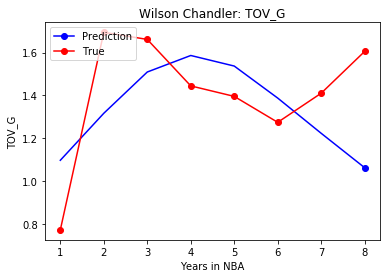 Wilson Chandler: TOV_G
Prediction
True
TOV_G
1.6
1.4
1.2
1.0
0.8
1 2 3 4 5 6 7 8
Years in NBA